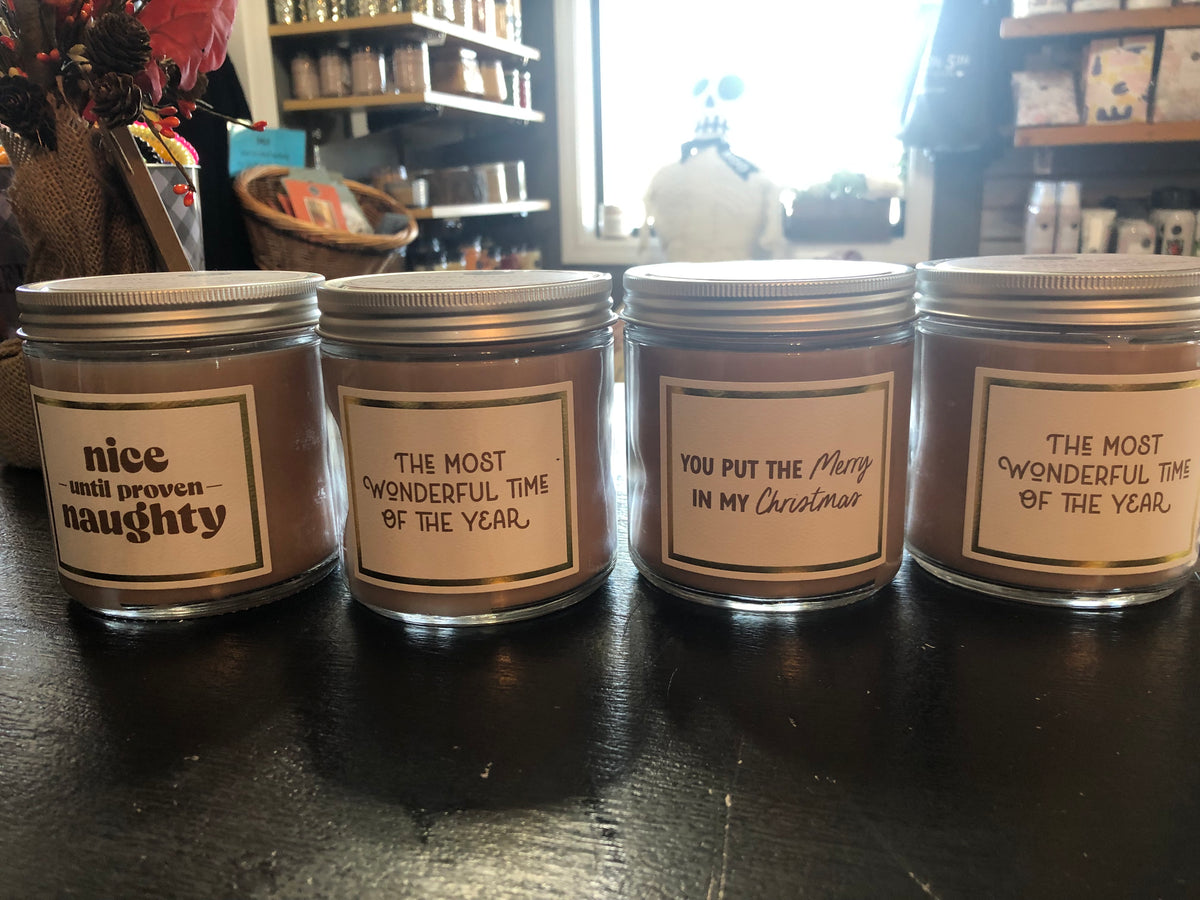 nice
until proven
naughty
THE MOST
WONDERFUL TIME
OF THE YEAR
YOU PUT THE Merry
IN MY Christmas
THE MOST
WONDERFUL TIME
OF THE YEAR